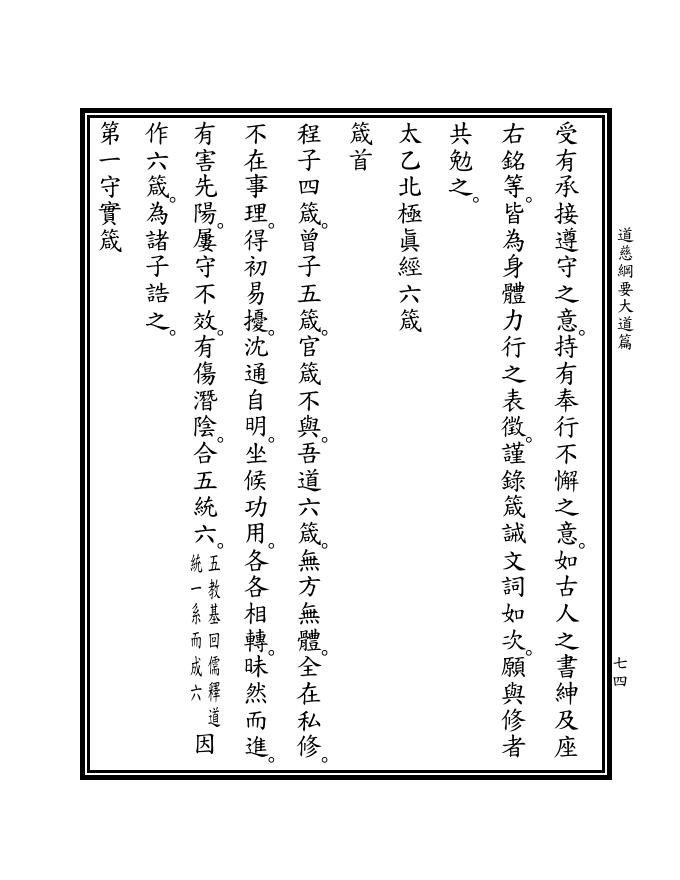 道慈綱要大道篇
七四
受有承接遵守之意。持有奉行不懈之意。如古人之書紳及座
右銘等。皆為身體力行之表徵。謹錄箴誡文詞如次。願與修者
共勉之。
太乙北極眞經六箴
箴首
程子四箴。曾子五箴。官箴不與。吾道六箴。無方無體。全在私修。
不在事理。得初易擾。沈通自明。坐候功用。各各相轉。昧然而進。
有害先陽。屢守不效。有傷潛陰。合五統六。五教基回儒釋道統一系而成六因
作六箴。為諸子誥之。
第一守實箴